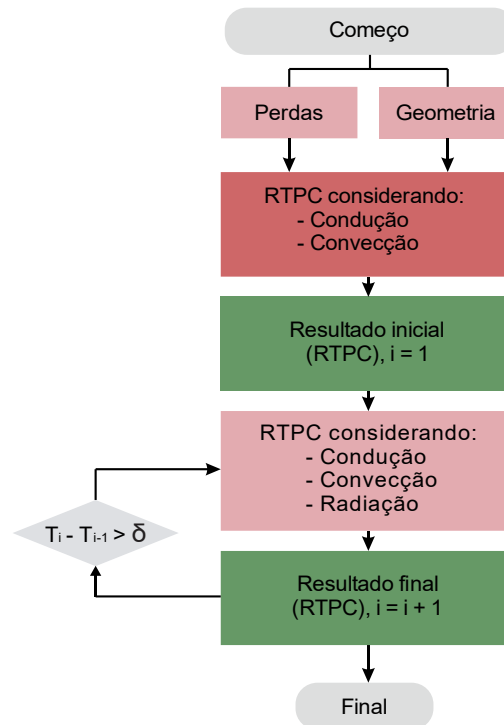 Começo
Perdas
Geometria
RTPC considerando:
- Condução
- Convecção
Resultado inicial
(RTPC), i = 1
RTPC considerando:
- Condução
- Convecção
- Radiação
Ti - Ti-1 > δ
Resultado final
(RTPC), i = i + 1
Final